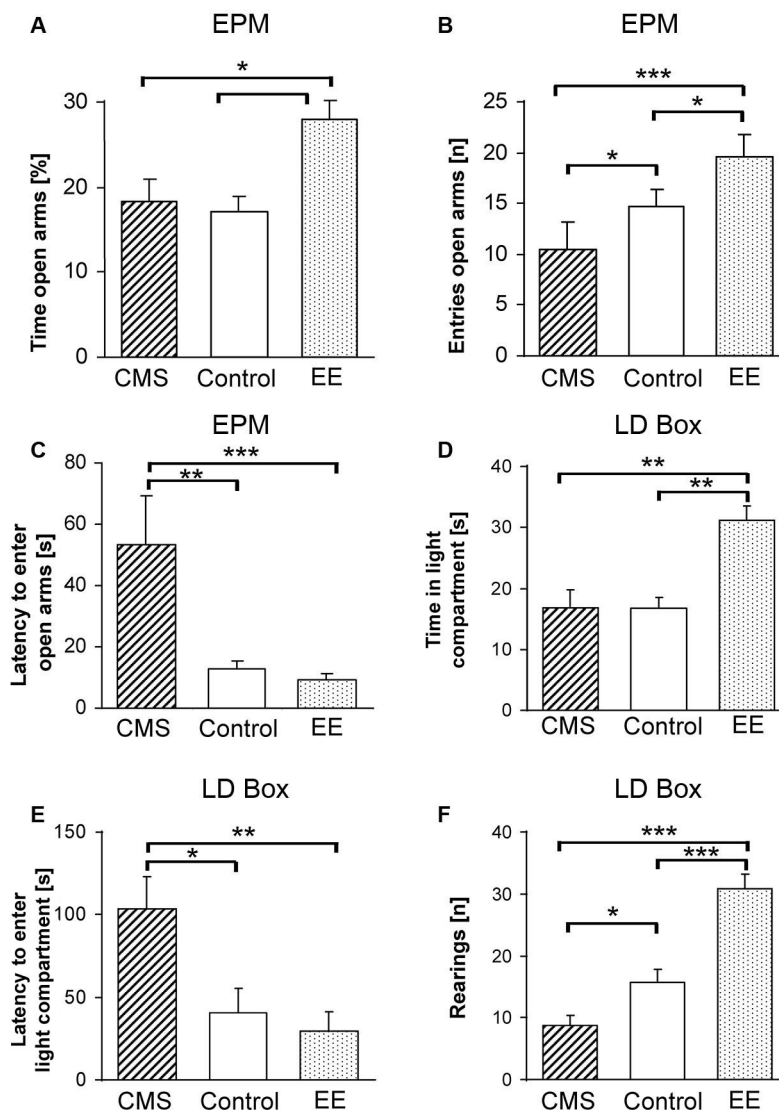 A
EPM
*
Time open arms [%]
30
20
10
0
CMS
Control
EE
B
EPM
***
*
*
Entries open arms [n]
25
20
15
10
5
0
CMS
Control
EE
C
EPM
***
**
Latency to enter
open arms [s]
80
60
40
20
0
CMS
Control
EE
D
LD Box
**
**
Time in light
compartment [s]
40
30
20
10
0
CMS
Control
EE
E
LD Box
**
*
Latency to enter
light compartment [s]
150
100
50
0
CMS
Control
EE
F
LD Box
***
***
*
Rearings [n]
40
30
20
10
0
CMS
Control
EE